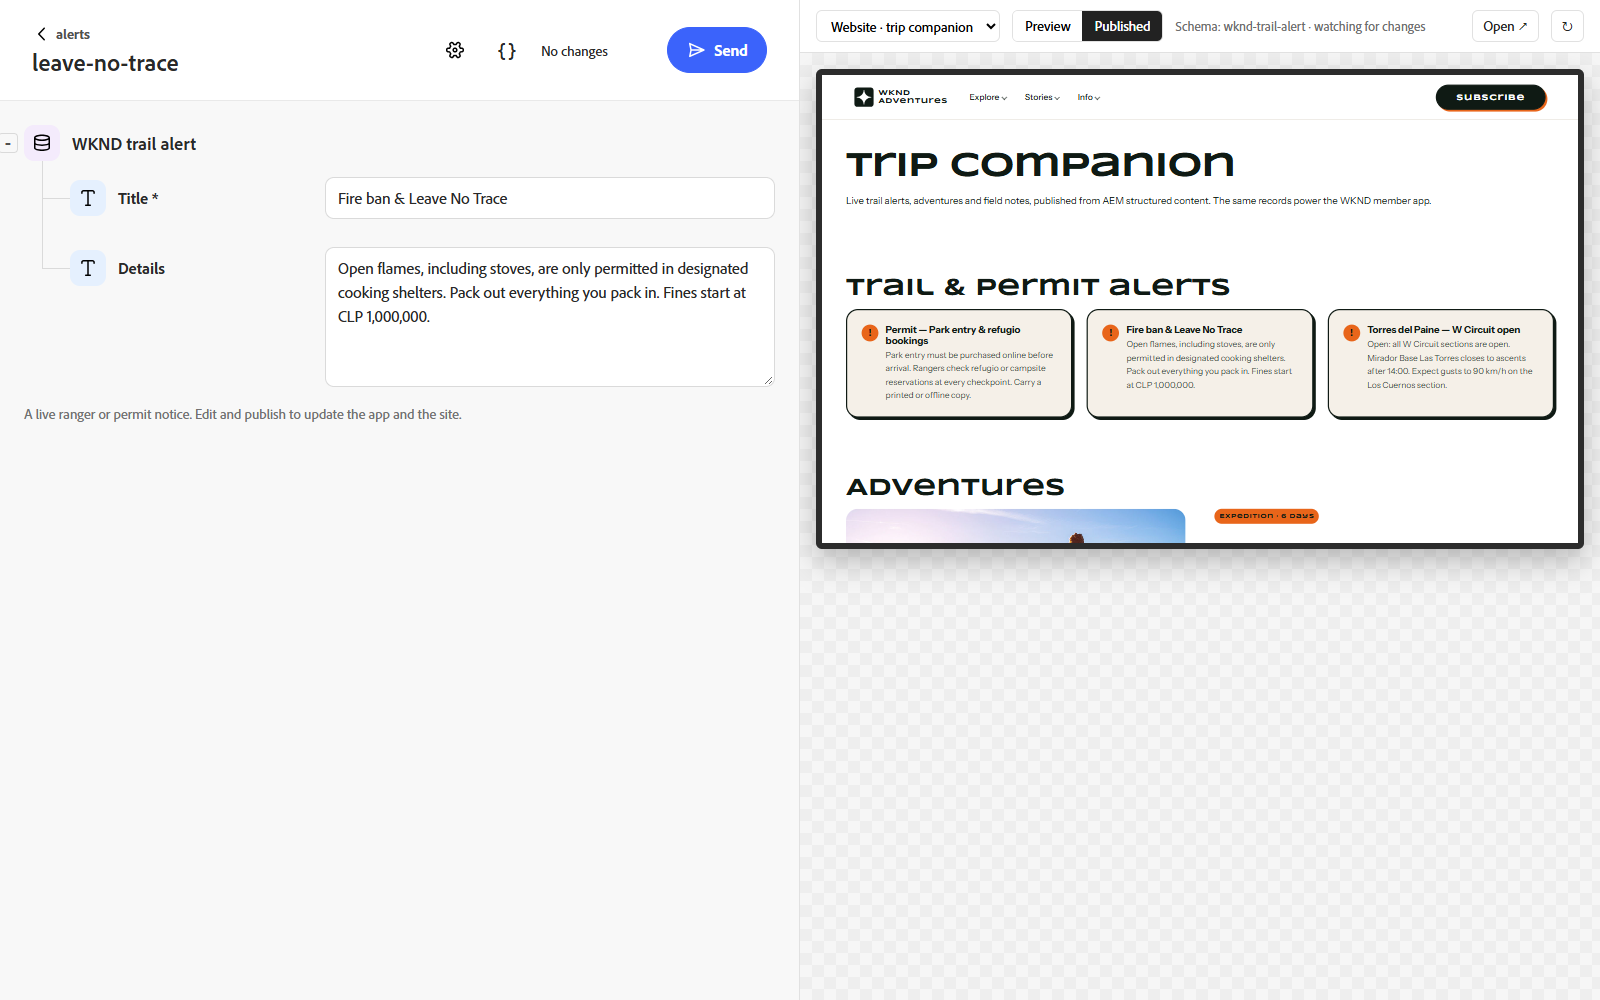 alerts
leave-no-trace
No changes
Send
WKND trail alert
Title *
Fire ban & Leave No Trace
Details
Open flames, including stoves, are only permitted in designated
cooking shelters. Pack out everything you pack in. Fines start at
CLP 1,000,000.
A live ranger or permit notice. Edit and publish to update the app and the site.
Website · trip companion
Preview
Published
Schema: wknd-trail-alert · watching for changes
Open ↗
↻
WKND
ADVENTURES
Explore
Stories
Info
SUBSCRIBE
Trip companion
Live trail alerts, adventures and field notes, published from AEM structured content. The same records power the WKND member app.
Trail & permit alerts
!
Permit — Park entry & refugio
bookings
Park entry must be purchased online before
arrival. Rangers check refugio or campsite
reservations at every checkpoint. Carry a
printed or offline copy.
!
Fire ban & Leave No Trace
Open flames, including stoves, are only
permitted in designated cooking shelters.
Pack out everything you pack in. Fines start
at CLP 1,000,000.
!
Torres del Paine — W Circuit open
Open: all W Circuit sections are open.
Mirador Base Las Torres closes to ascents
after 14:00. Expect gusts to 90 km/h on the
Los Cuernos section.
Adventures
Expedition · 6 days